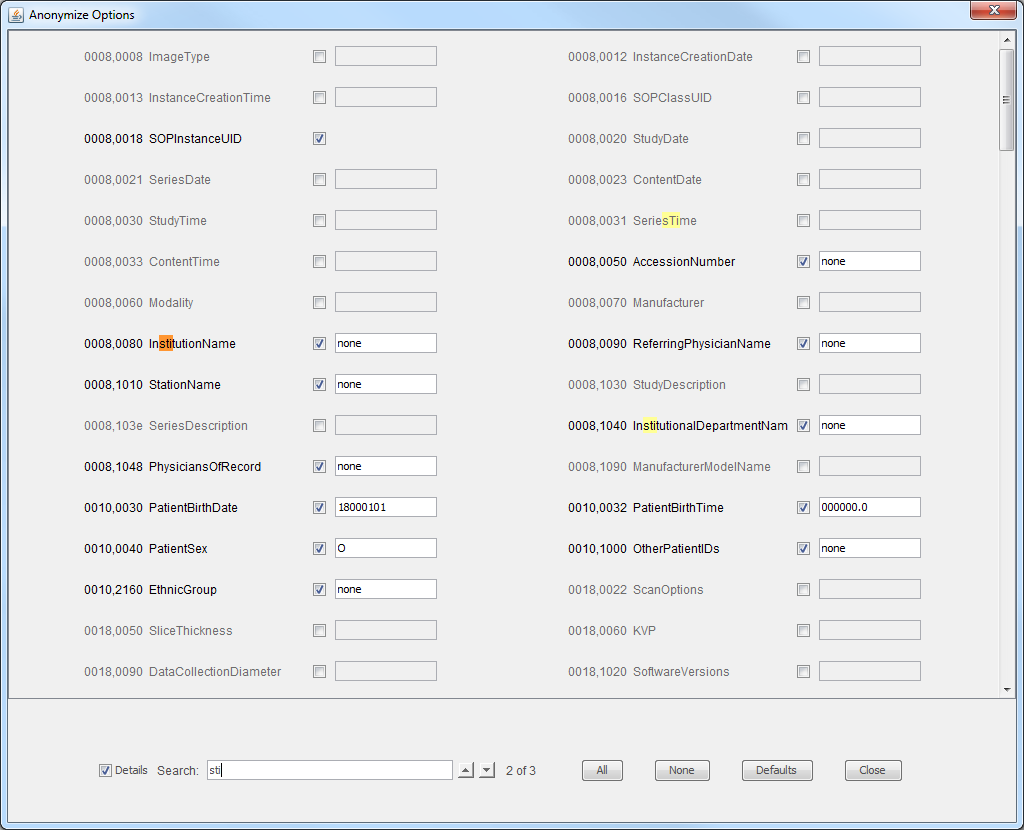 Anonymize Options
0008,0008 ImageType 0008,0012 InstanceCreationDate
0008,0013 InstanceCreationTime 0008,0016 SOPClassUID
0008,0018 SOPInstanceUID 0008,0020 StudyDate
0008,0021 SeriesDate 0008,0023 ContentDate
0008,0030 StudyTime 0008,0031 SeriesTime
0008,0033 ContentTime 0008,0050 AccessionNumber none
0008,0060 Modality 0008,0070 Manufacturer
0008,0080 InstitutionName none 0008,0090 ReferringPhysicianName none
0008,1010 StationName none 0008,1030 StudyDescription
0008,103e SeriesDescription 0008,1040 InstitutionalDepartmentNam none
0008,1048 PhysiciansOfRecord none 0008,1090 ManufacturerModelName
0010,0030 PatientBirthDate 18000101 0010,0032 PatientBirthTime 000000.0
0010,0040 PatientSex O 0010,1000 OtherPatientIDs none
0010,2160 EthnicGroup none 0018,0022 ScanOptions
0018,0050 SliceThickness 0018,0060 KVP
0018,0090 DataCollectionDiameter 0018,1020 SoftwareVersions
Details Search: sti 2 of 3 All None Defaults Close